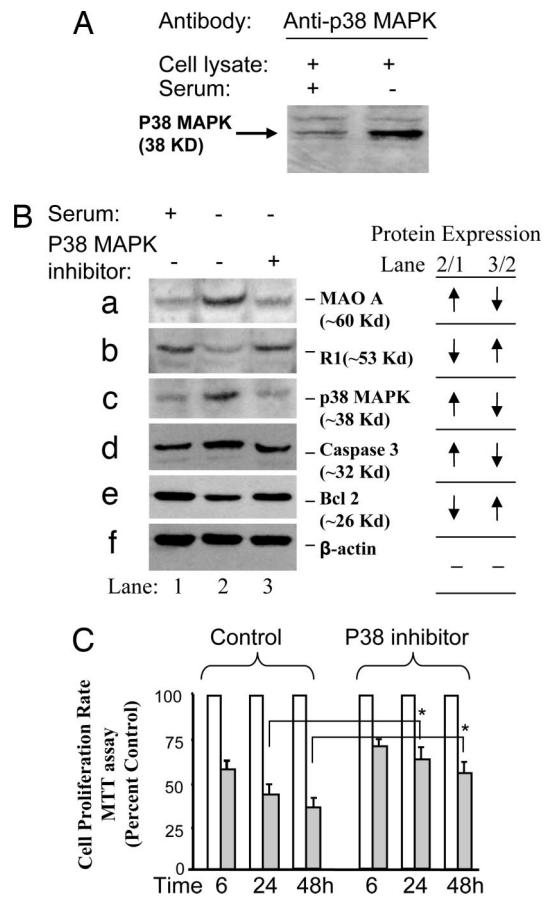 A
Antibody: Anti-p38 MAPK
Cell lysate: + +
Serum: + -
P38 MAPK
(38 KD)
B
Serum: + - -
P38 MAPK
inhibitor: - - +
Protein Expression
Lane 2/1 3/2
a – MAO A
(~60 Kd)
↑ ↓
b – R1(~53 Kd)
↓ ↑
c – p38 MAPK
(~38 Kd)
↑ ↓
d – Caspase 3
(~32 Kd)
↑ ↓
e – Bcl 2
(~26 Kd)
↓ ↑
f – β-actin
– –
Lane: 1 2 3
C
Control P38 inhibitor
Cell Proliferation Rate
MTT assay
(Percent Control)
100
75
50
25
0
* *
Time 6 24 48h 6 24 48h